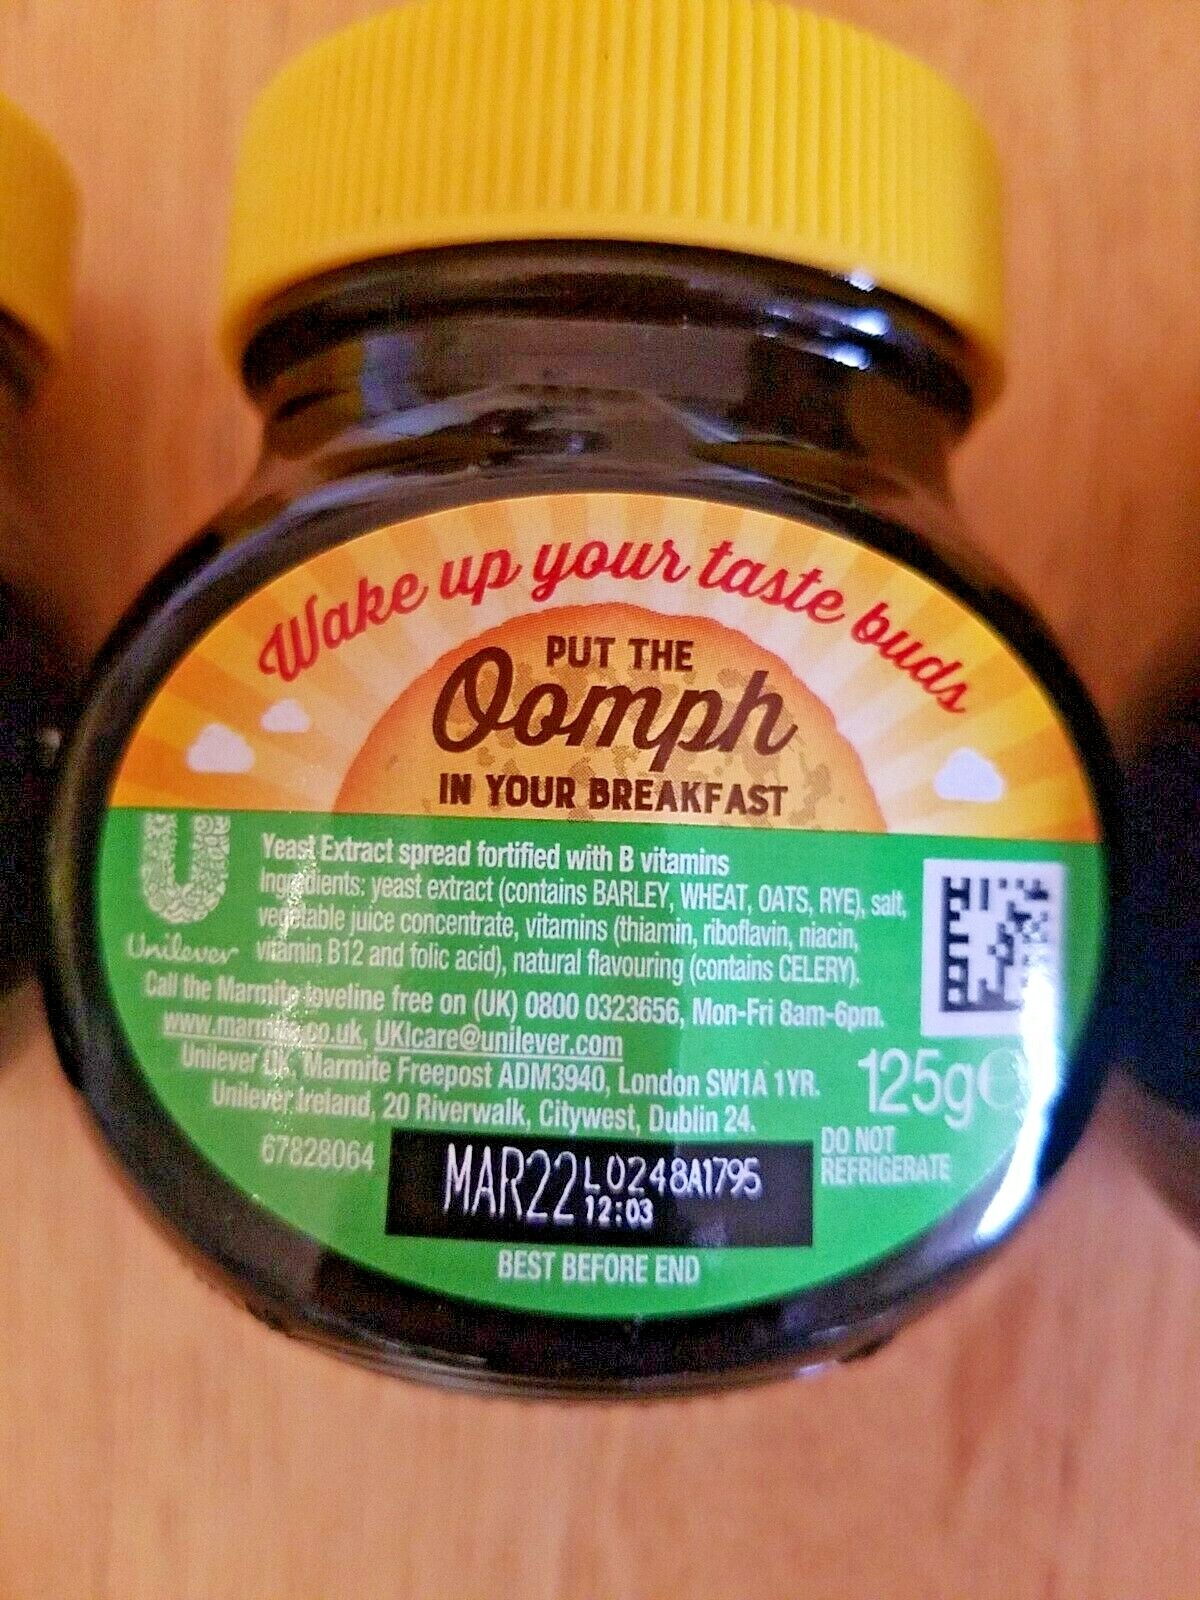 Wake up your taste buds
PUT THE
Oomph
IN YOUR BREAKFAST
Unilever
Yeast Extract spread fortified with B vitamins
Ingredients: yeast extract (contains BARLEY, WHEAT, OATS, RYE), salt,
vegetable juice concentrate, vitamins (thiamin, riboflavin, niacin,
vitamin B12 and folic acid), natural flavouring (contains CELERY).
Call the Marmite loveline free on (UK) 0800 0323656, Mon-Fri 8am-6pm.
www.marmite.co.uk, UKIcare@unilever.com
Unilever UK, Marmite Freepost ADM3940, London SW1A 1YR.
Unilever Ireland, 20 Riverwalk, Citywest, Dublin 24.
125g℮
DO NOT
REFRIGERATE
67828064
MAR22 L0248A1795
12:03
BEST BEFORE END